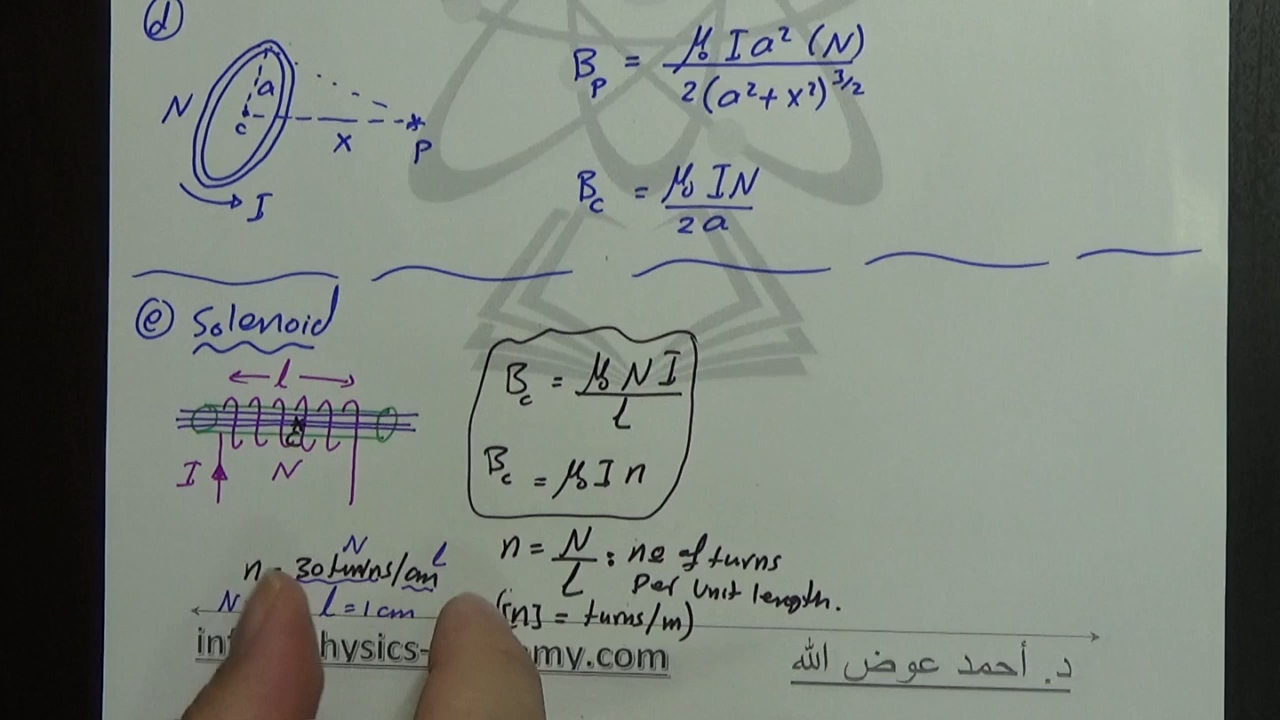 d
a
N
c
x
P
I
B_P = μ₀ I a² (N) / 2(a² + x²)^3/2
B_c = μ₀ I N / 2a
e Solenoid
l
c
I
N
B_c = μ₀ N I / L
B_c = μ₀ I n
n = N / L : no of turns
Per Unit length.
([n] = turns/m)
N l
n = 30 turns/cm
N l = 1 cm
د. أحمد عوض الله